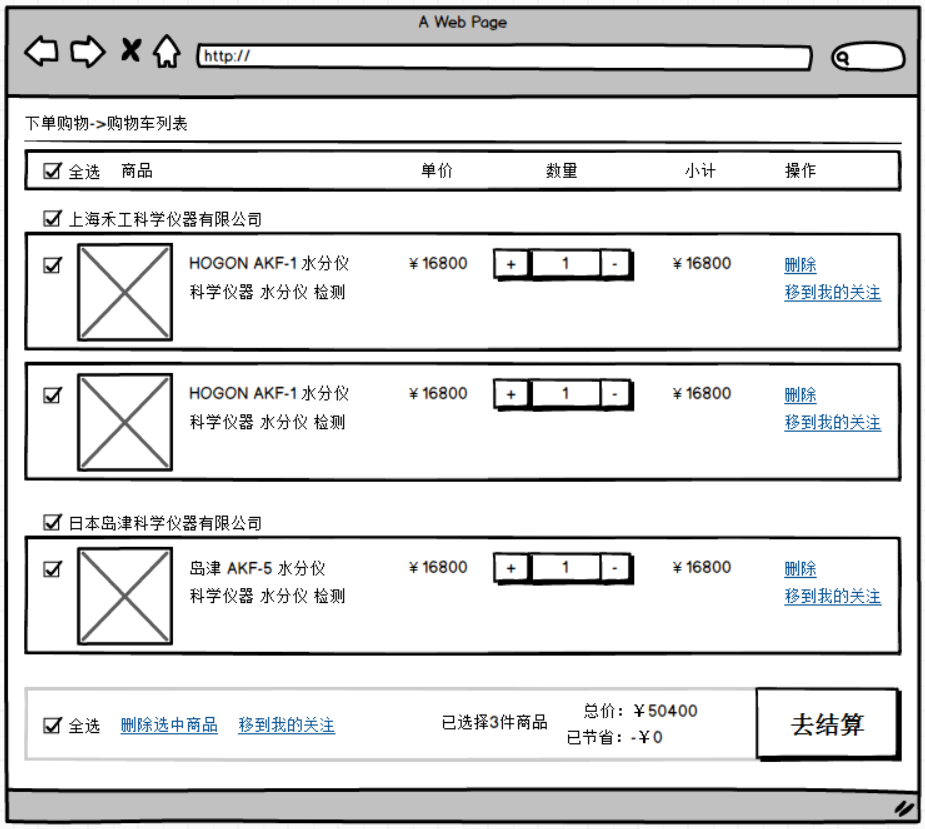 A Web Page
http://
下单购物->购物车列表
全选 商品 单价 数量 小计 操作
上海禾工科学仪器有限公司
HOGON AKF-1 水分仪 ￥16800 + 1 - ￥16800 删除
科学仪器 水分仪 检测 移到我的关注
HOGON AKF-1 水分仪 ￥16800 + 1 - ￥16800 删除
科学仪器 水分仪 检测 移到我的关注
日本岛津科学仪器有限公司
岛津 AKF-5 水分仪 ￥16800 + 1 - ￥16800 删除
科学仪器 水分仪 检测 移到我的关注
全选 删除选中商品 移到我的关注 已选择3件商品 总价：￥50400 去结算
已节省：-￥0